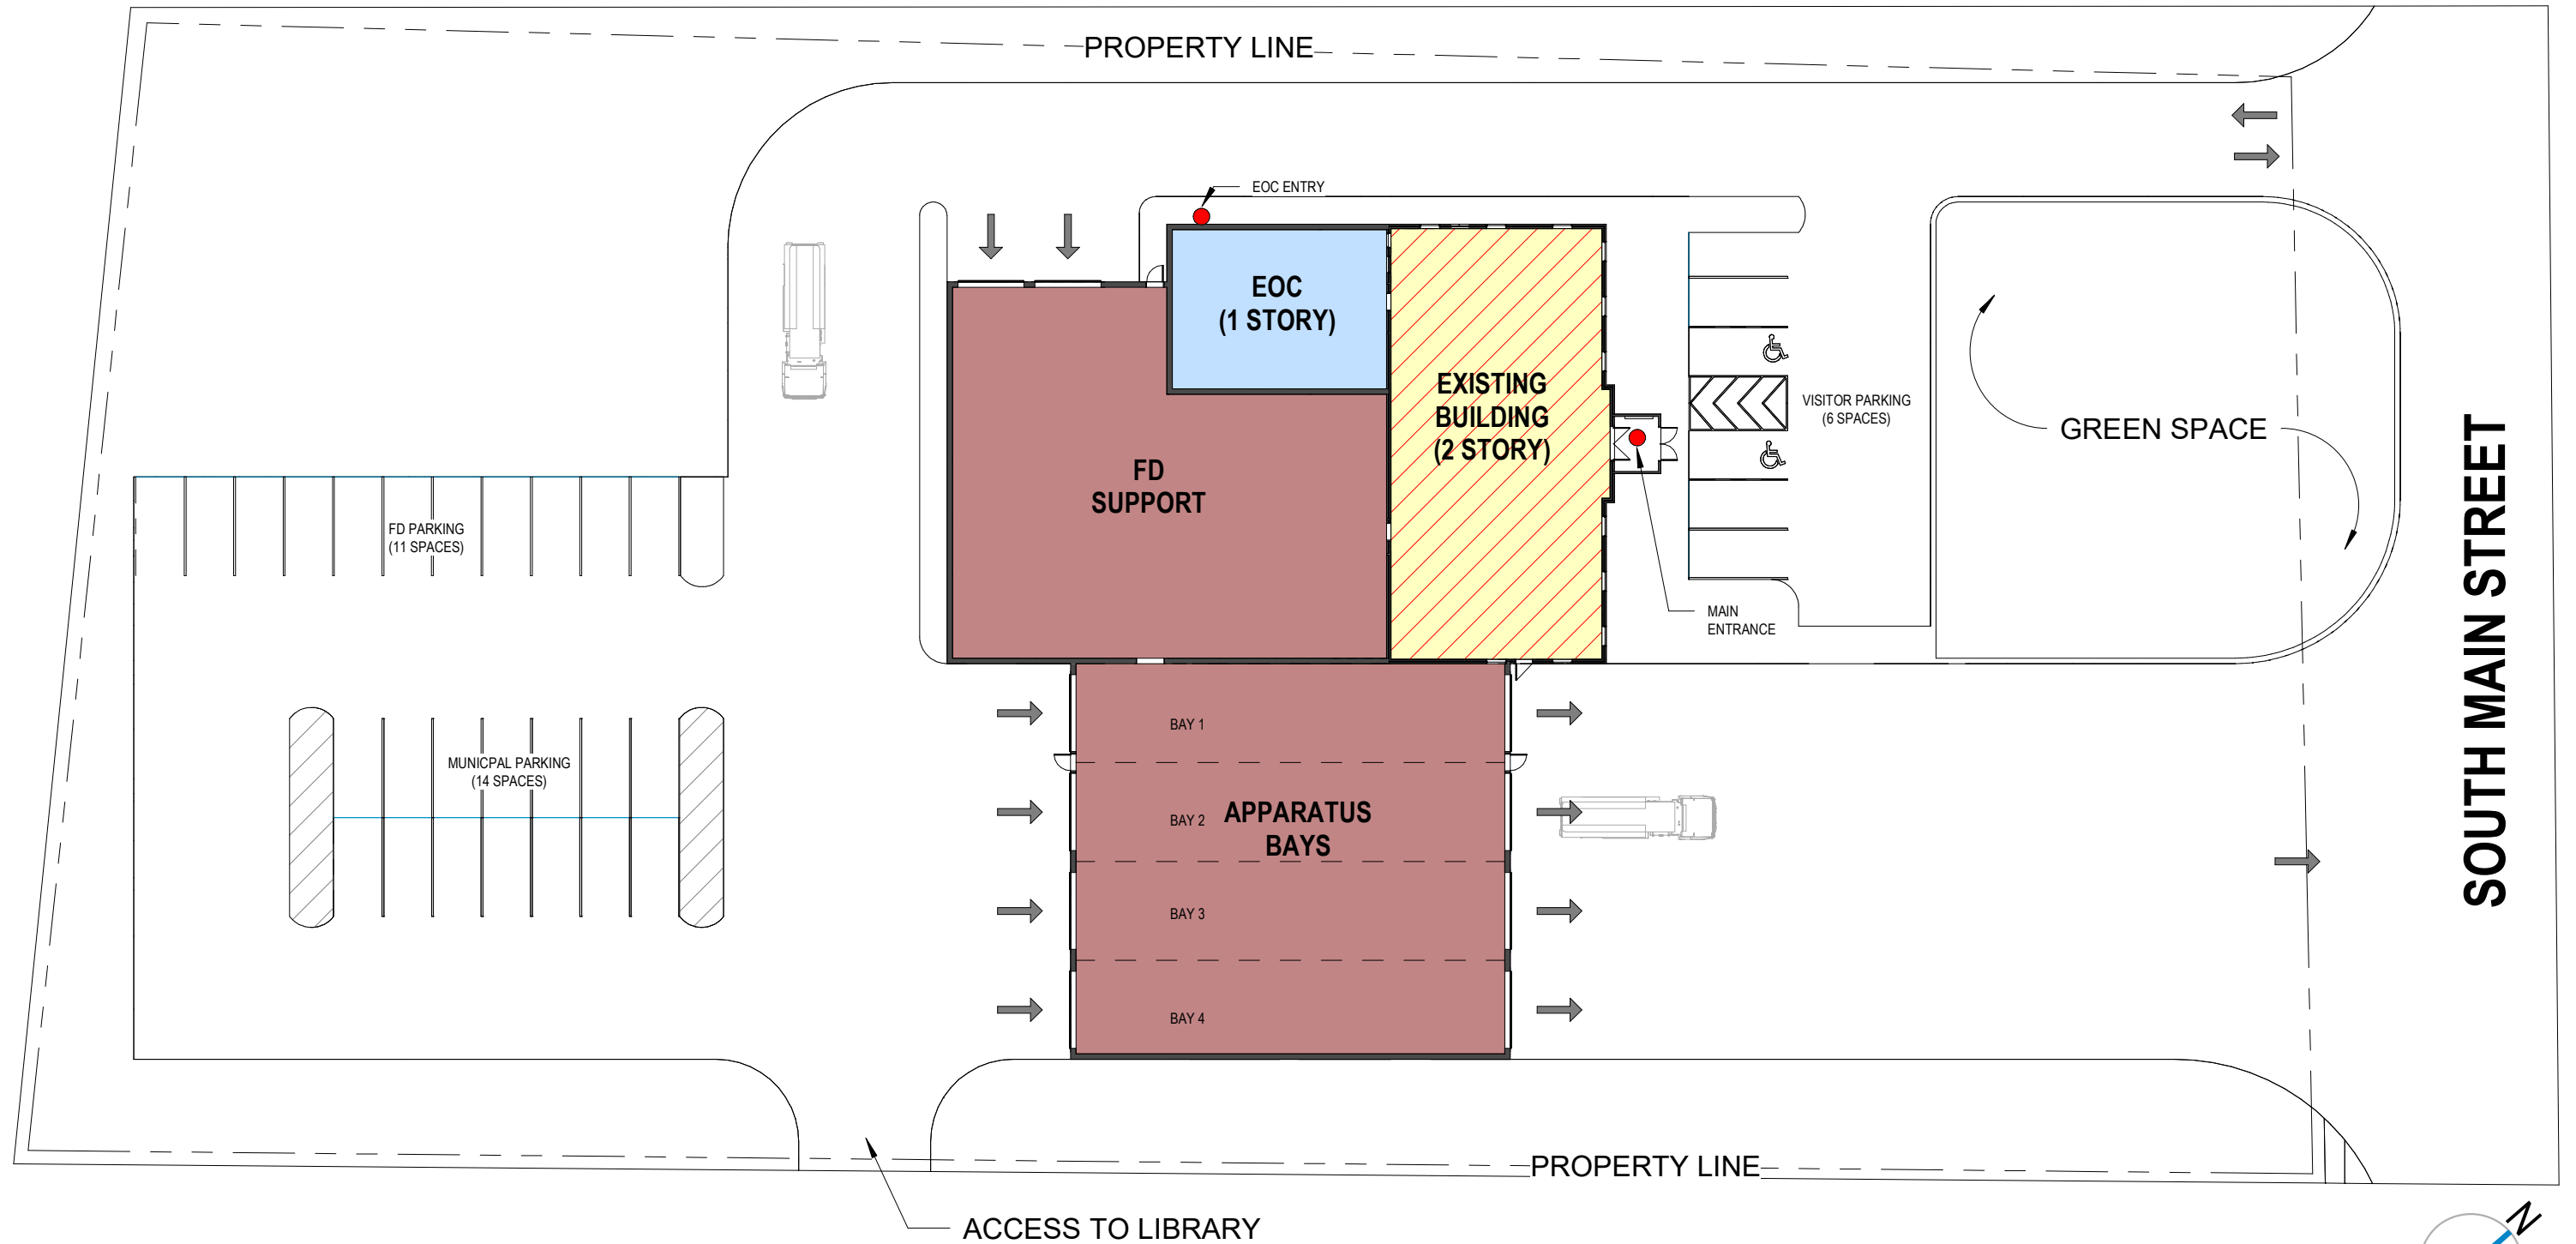 PROPERTY LINE
EOC ENTRY
EOC
(1 STORY)
EXISTING
BUILDING
(2 STORY)
VISITOR PARKING
(6 SPACES)
GREEN SPACE
SOUTH MAIN STREET
FD
SUPPORT
FD PARKING
(11 SPACES)
MAIN
ENTRANCE
BAY 1
MUNICPAL PARKING
(14 SPACES)
BAY 2
APPARATUS
BAYS
BAY 3
BAY 4
PROPERTY LINE
ACCESS TO LIBRARY
N